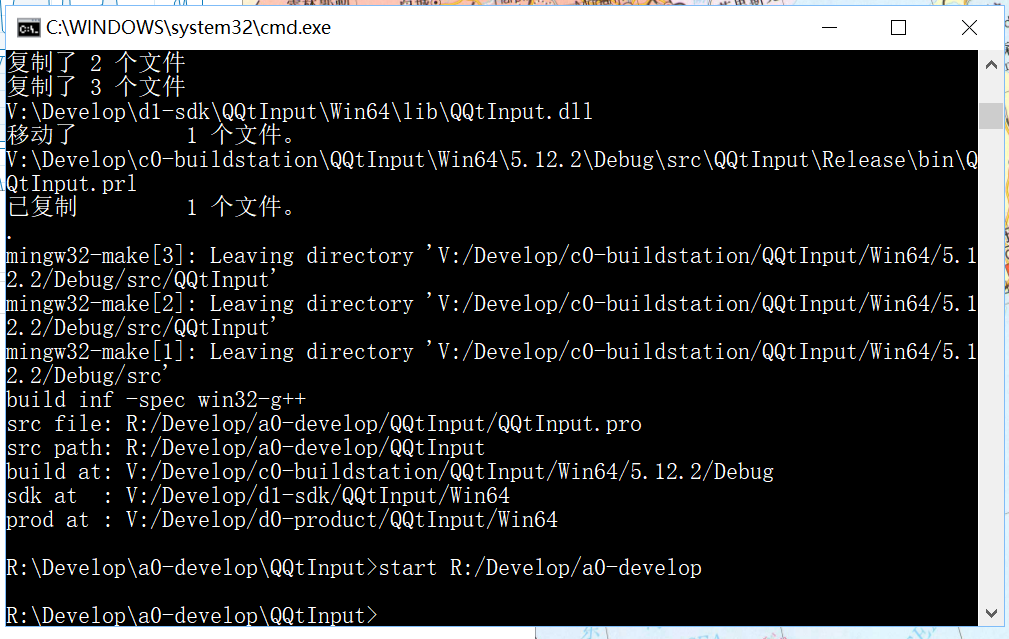 C:\WINDOWS\system32\cmd.exe
复制了 2 个文件
复制了 3 个文件
V:\Develop\d1-sdk\QQtInput\Win64\lib\QQtInput.dll
移动了         1 个文件。
V:\Develop\c0-buildstation\QQtInput\Win64\5.12.2\Debug\src\QQtInput\Release\bin\Q
QtInput.prl
已复制         1 个文件。
.
mingw32-make[3]: Leaving directory 'V:/Develop/c0-buildstation/QQtInput/Win64/5.1
2.2/Debug/src/QQtInput'
mingw32-make[2]: Leaving directory 'V:/Develop/c0-buildstation/QQtInput/Win64/5.1
2.2/Debug/src/QQtInput'
mingw32-make[1]: Leaving directory 'V:/Develop/c0-buildstation/QQtInput/Win64/5.1
2.2/Debug/src'
build inf -spec win32-g++
src file: R:/Develop/a0-develop/QQtInput/QQtInput.pro
src path: R:/Develop/a0-develop/QQtInput
build at: V:/Develop/c0-buildstation/QQtInput/Win64/5.12.2/Debug
sdk at  : V:/Develop/d1-sdk/QQtInput/Win64
prod at : V:/Develop/d0-product/QQtInput/Win64
R:\Develop\a0-develop\QQtInput>start R:/Develop/a0-develop
R:\Develop\a0-develop\QQtInput>